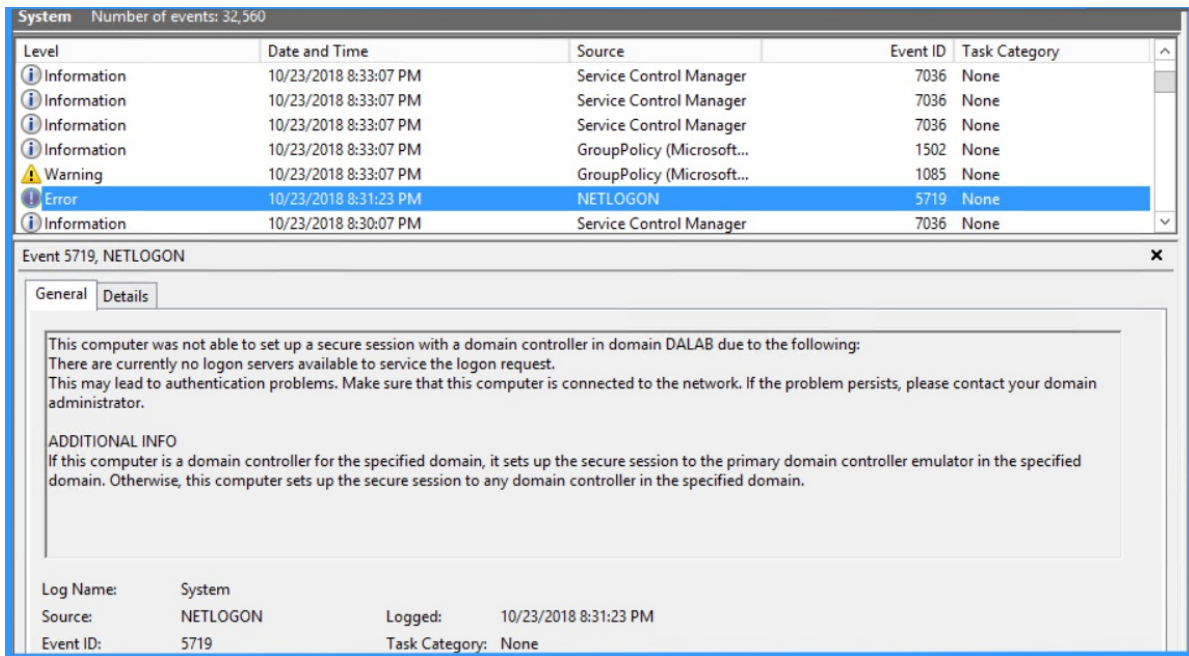 System Number of events: 32,560
Level Date and Time Source Event ID Task Category
Information 10/23/2018 8:33:07 PM Service Control Manager 7036 None
Information 10/23/2018 8:33:07 PM Service Control Manager 7036 None
Information 10/23/2018 8:33:07 PM Service Control Manager 7036 None
Information 10/23/2018 8:33:07 PM GroupPolicy (Microsoft... 1502 None
Warning 10/23/2018 8:33:07 PM GroupPolicy (Microsoft... 1085 None
Error 10/23/2018 8:31:23 PM NETLOGON 5719 None
Information 10/23/2018 8:30:07 PM Service Control Manager 7036 None
Event 5719, NETLOGON
General Details
This computer was not able to set up a secure session with a domain controller in domain DALAB due to the following:
There are currently no logon servers available to service the logon request.
This may lead to authentication problems. Make sure that this computer is connected to the network. If the problem persists, please contact your domain
administrator.
ADDITIONAL INFO
If this computer is a domain controller for the specified domain, it sets up the secure session to the primary domain controller emulator in the specified
domain. Otherwise, this computer sets up the secure session to any domain controller in the specified domain.
Log Name: System
Source: NETLOGON Logged: 10/23/2018 8:31:23 PM
Event ID: 5719 Task Category: None